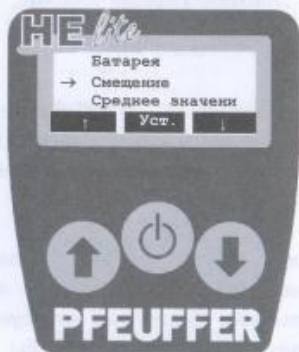 HE lite
Батарея
→ Смещение
Среднее значени
↑ Уст. ↓
PFEUFFER